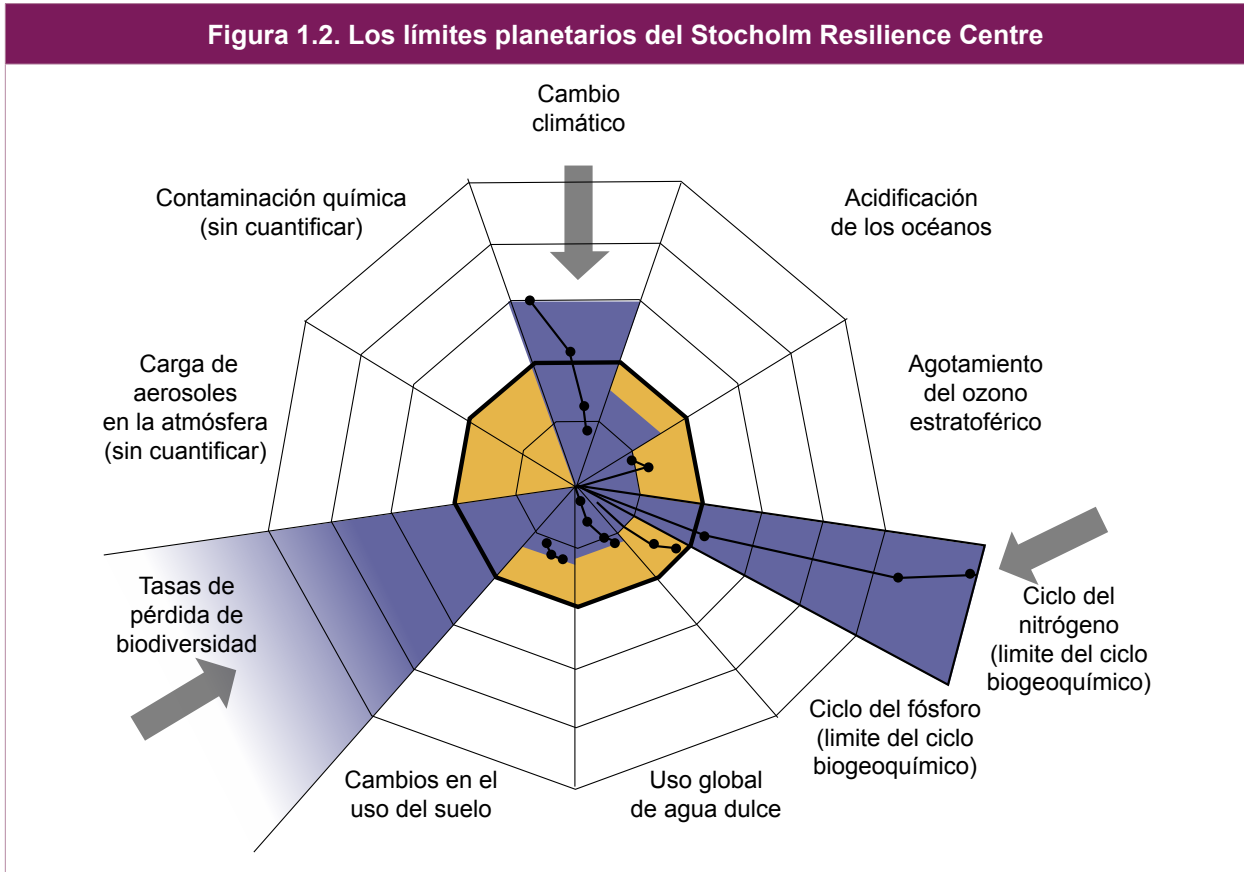 Figura 1.2. Los límites planetarios del Stocholm Resilience Centre
Cambio
climático
Contaminación química
(sin cuantificar)
Acidificación
de los océanos
Carga de
aerosoles
en la atmósfera
(sin cuantificar)
Agotamiento
del ozono
estratoférico
Tasas de
pérdida de
biodiversidad
Ciclo del
nitrógeno
(limite del ciclo
biogeoquímico)
Ciclo del fósforo
(limite del ciclo
biogeoquímico)
Cambios en el
uso del suelo
Uso global
de agua dulce